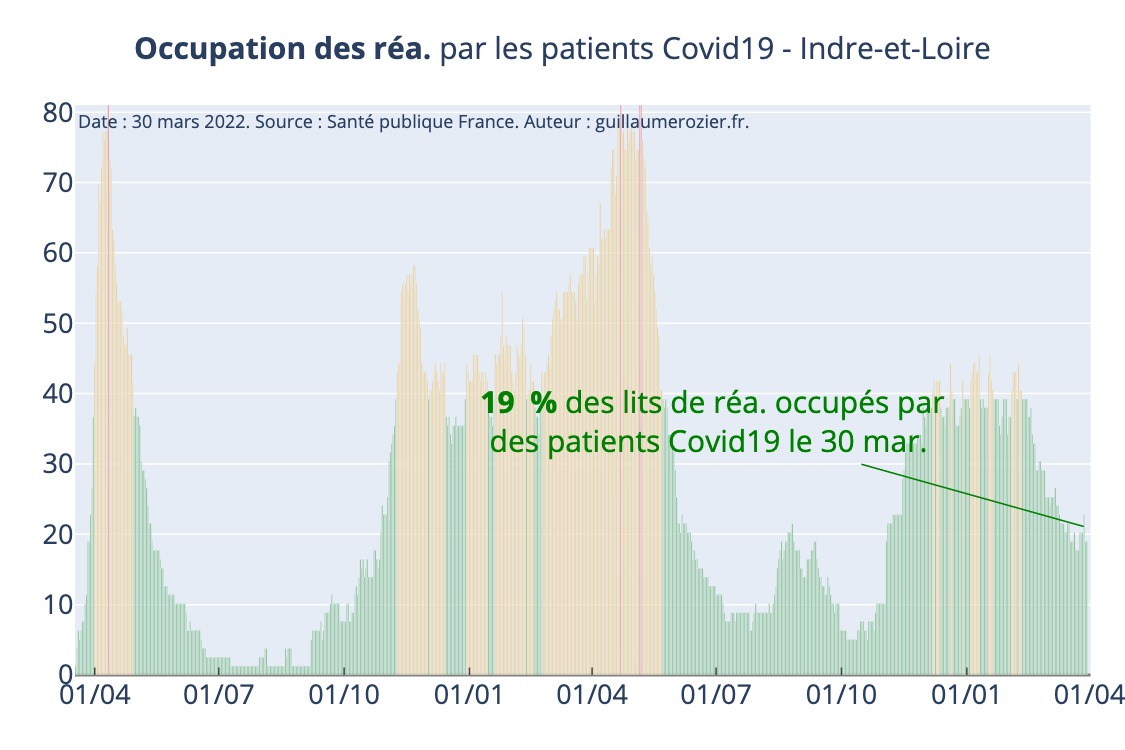 Occupation des réa. par les patients Covid19 - Indre-et-Loire
80
Date : 30 mars 2022. Source : Santé publique France. Auteur : guillaumerozier.fr.
70
60
50
40
19 % des lits de réa. occupés par
des patients Covid19 le 30 mar.
30
20
10
0
01/04 01/07 01/10 01/01 01/04 01/07 01/10 01/01 01/04